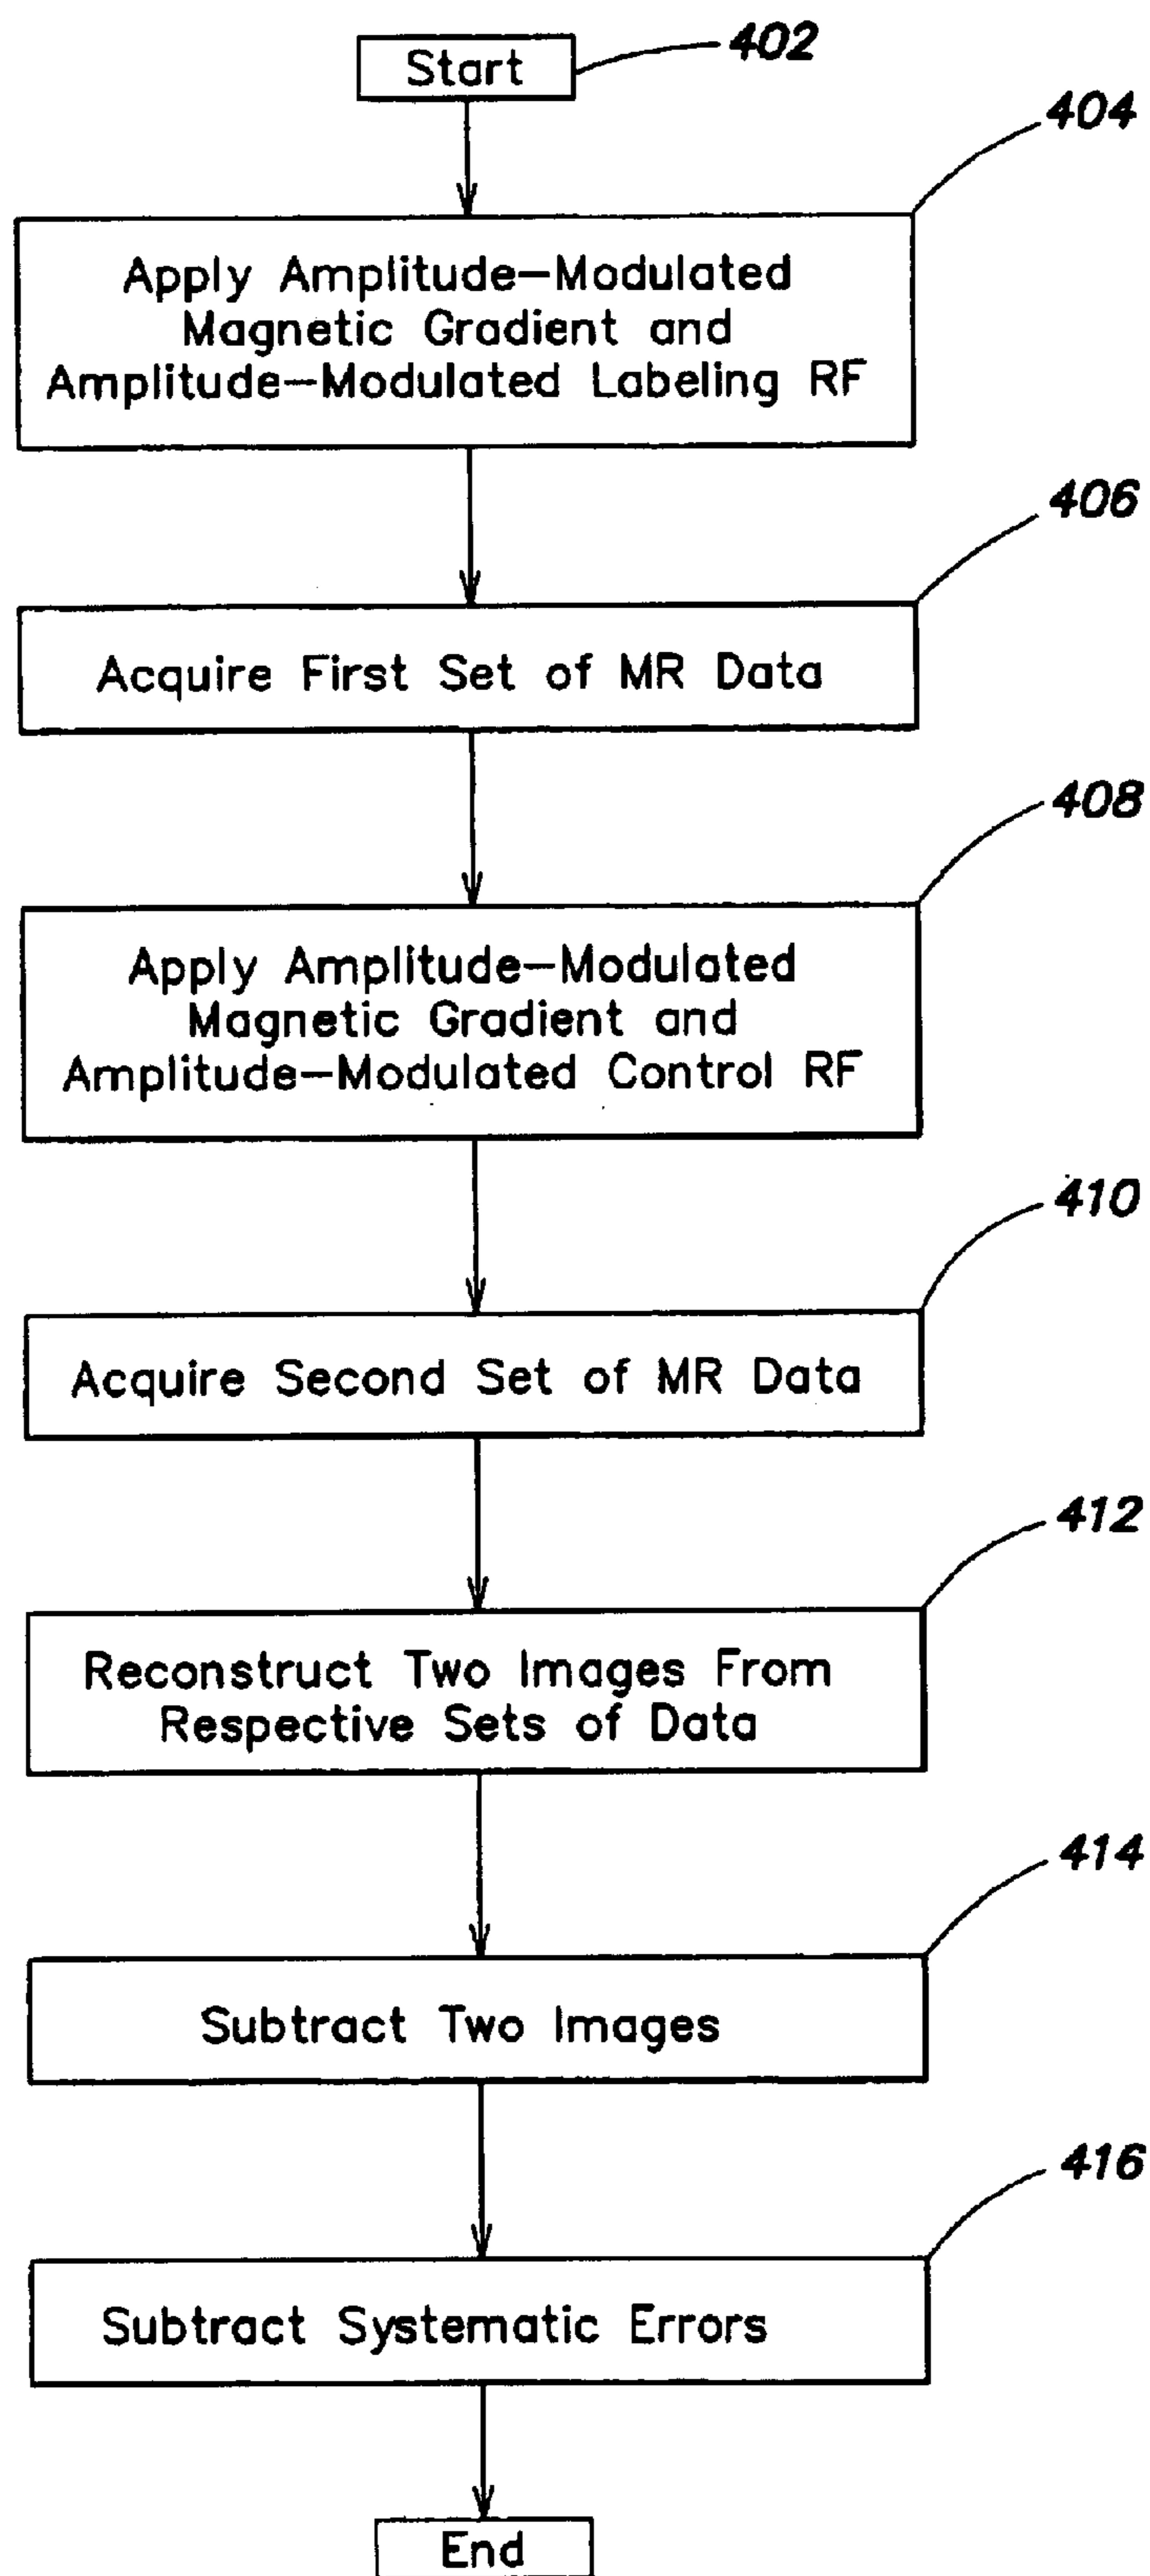 Start
402
404
Apply Amplitude-Modulated
Magnetic Gradient and
Amplitude-Modulated Labeling RF
406
Acquire First Set of MR Data
408
Apply Amplitude-Modulated
Magnetic Gradient and
Amplitude-Modulated Control RF
410
Acquire Second Set of MR Data
412
Reconstruct Two Images From
Respective Sets of Data
414
Subtract Two Images
416
Subtract Systematic Errors
End